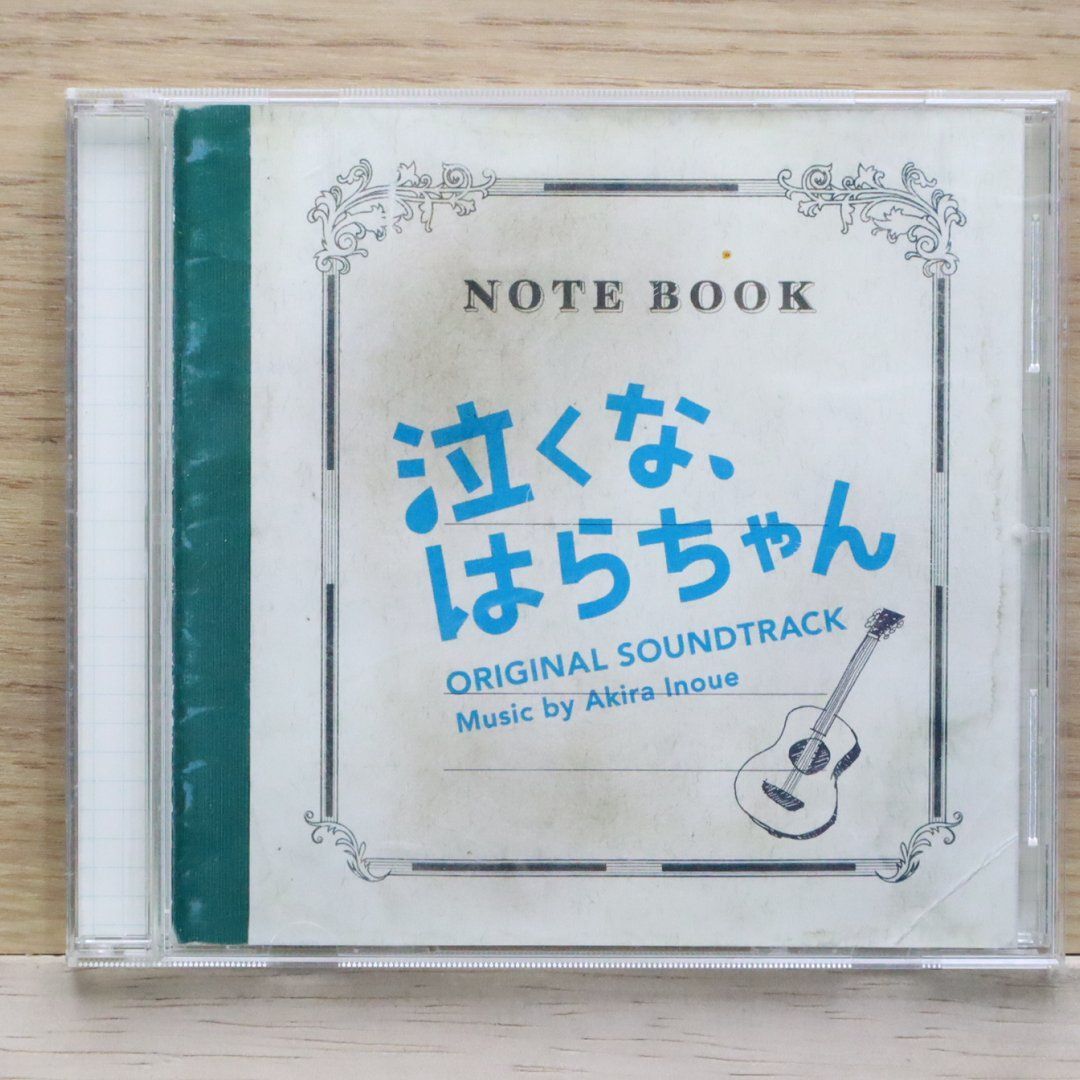 NOTE BOOK
泣くな、
はらちゃん
ORIGINAL SOUNDTRACK
Music by Akira Inoue